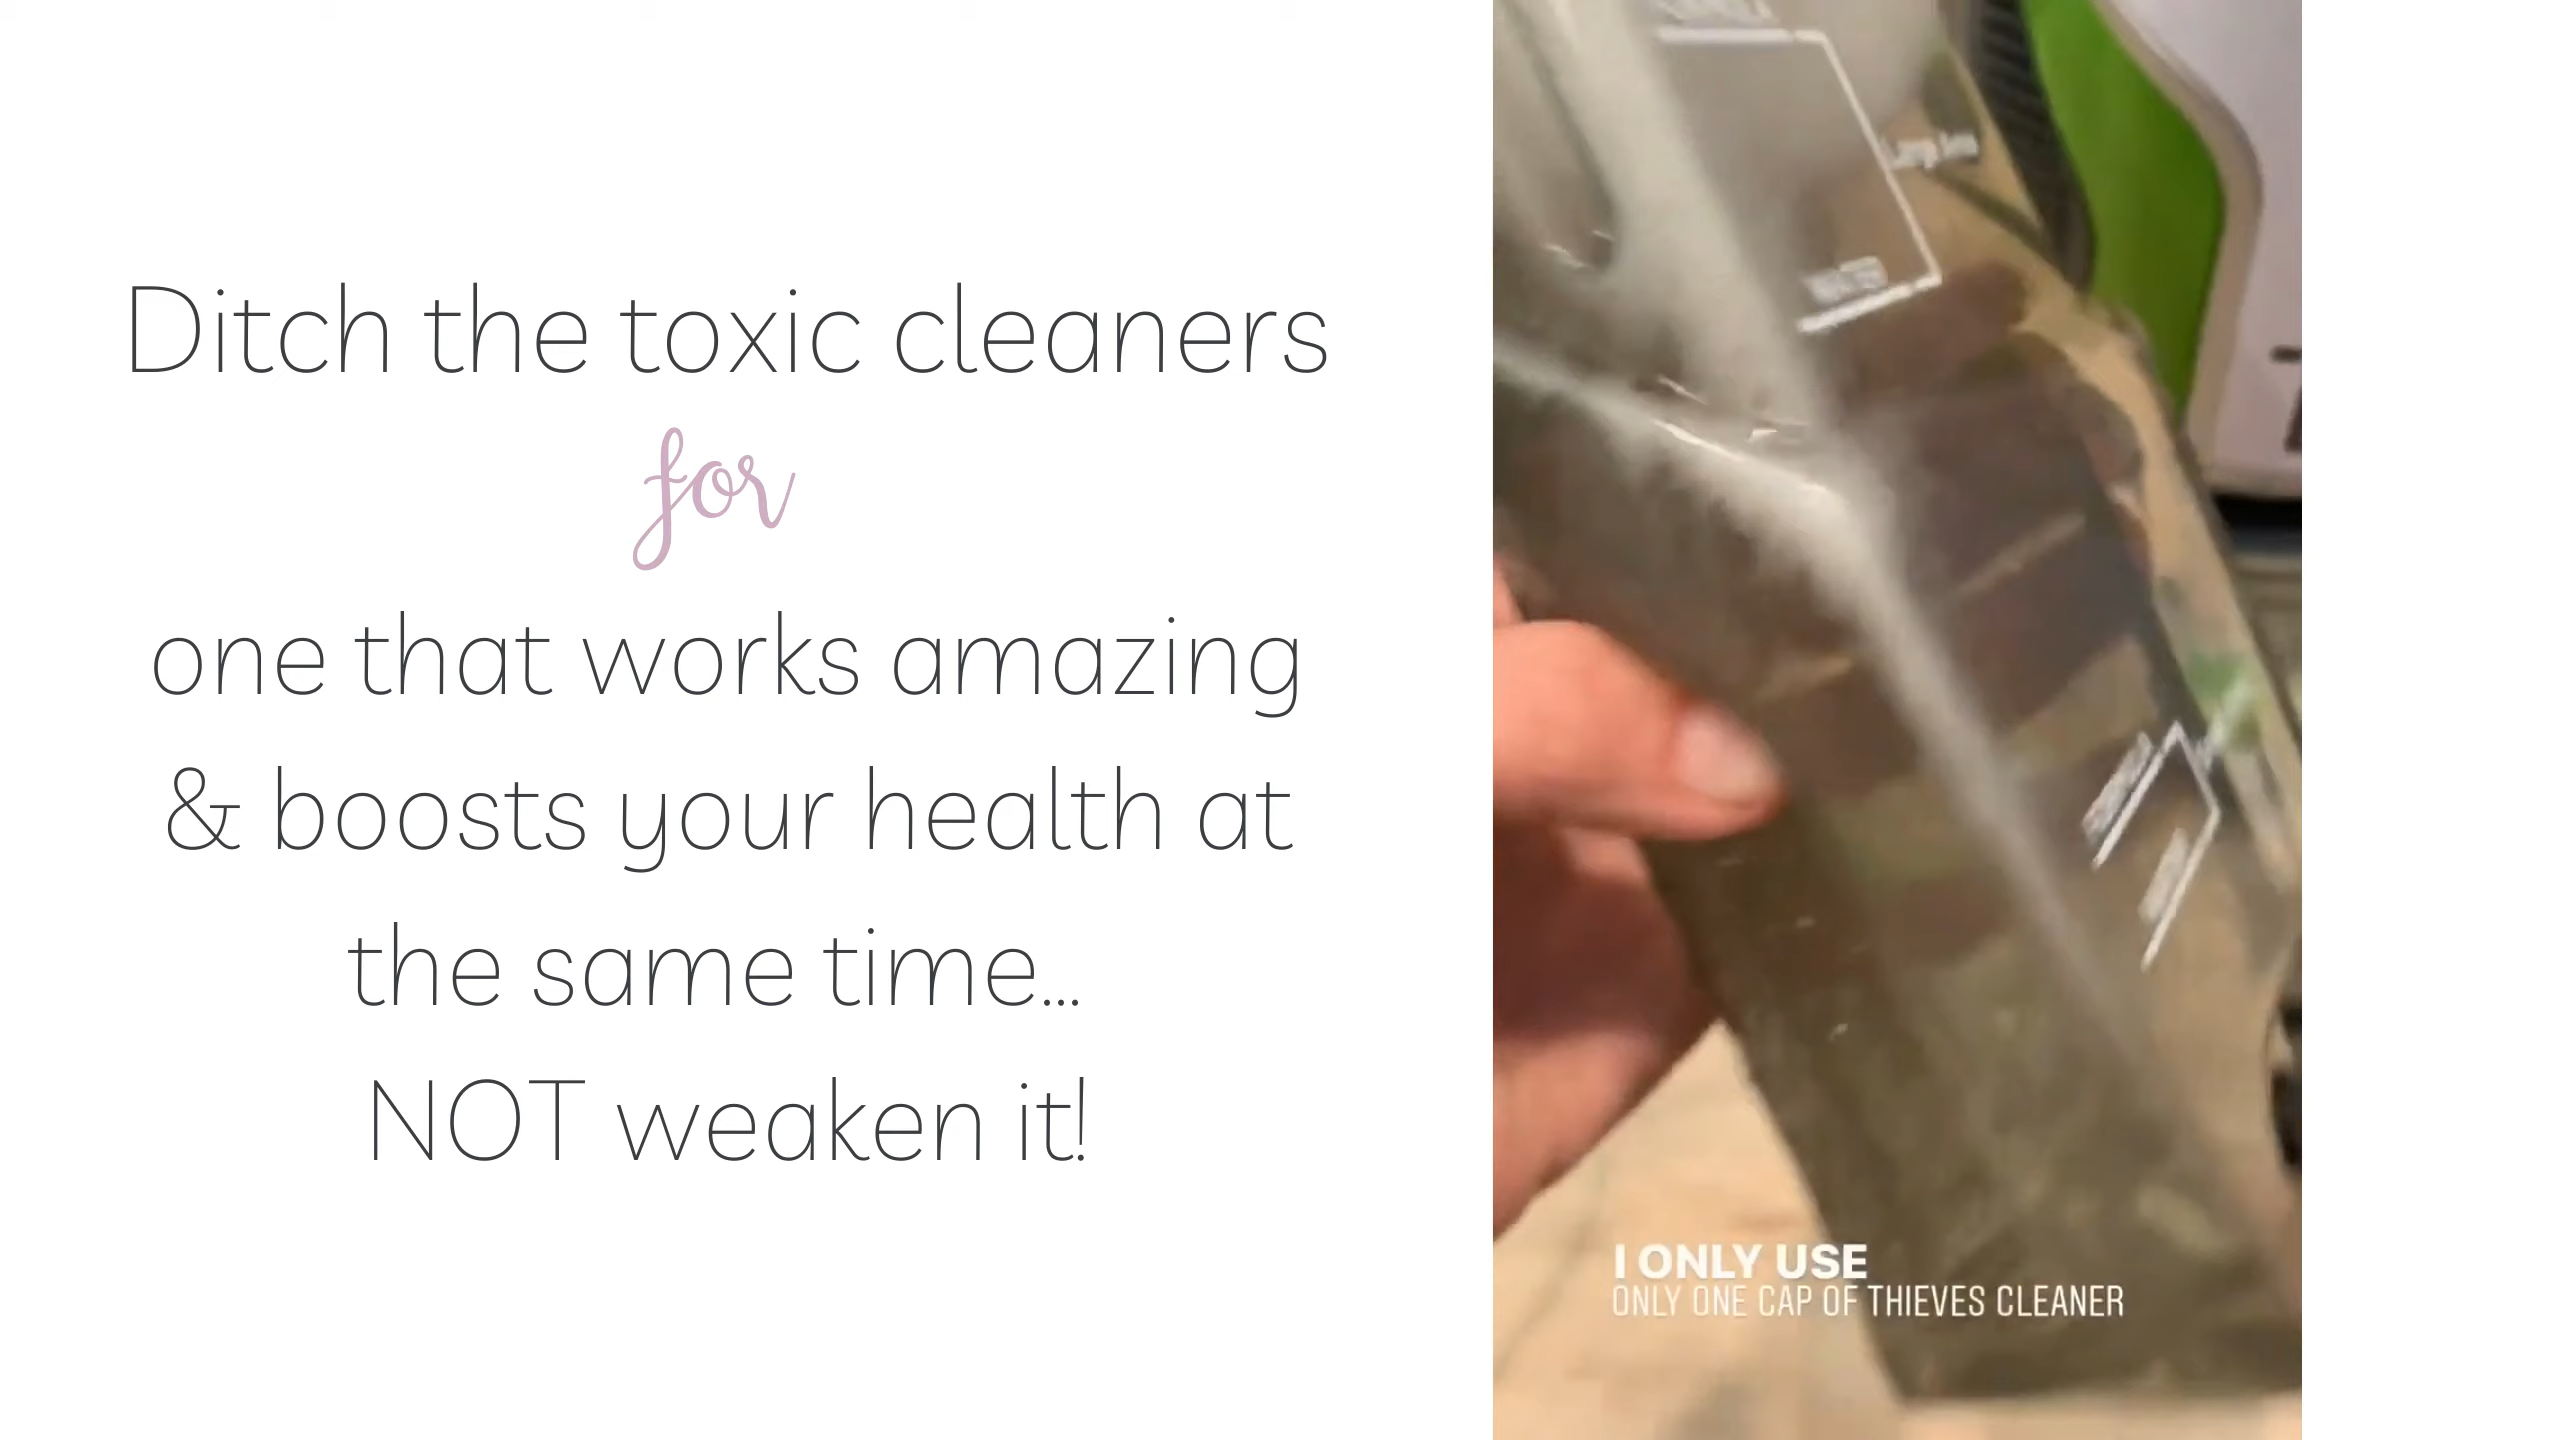 Ditch the toxic cleaners
for
one that works amazing
& boosts your health at
the same time...
NOT weaken it!
I ONLY USE
ONLY ONE CAP OF THIEVES CLEANER